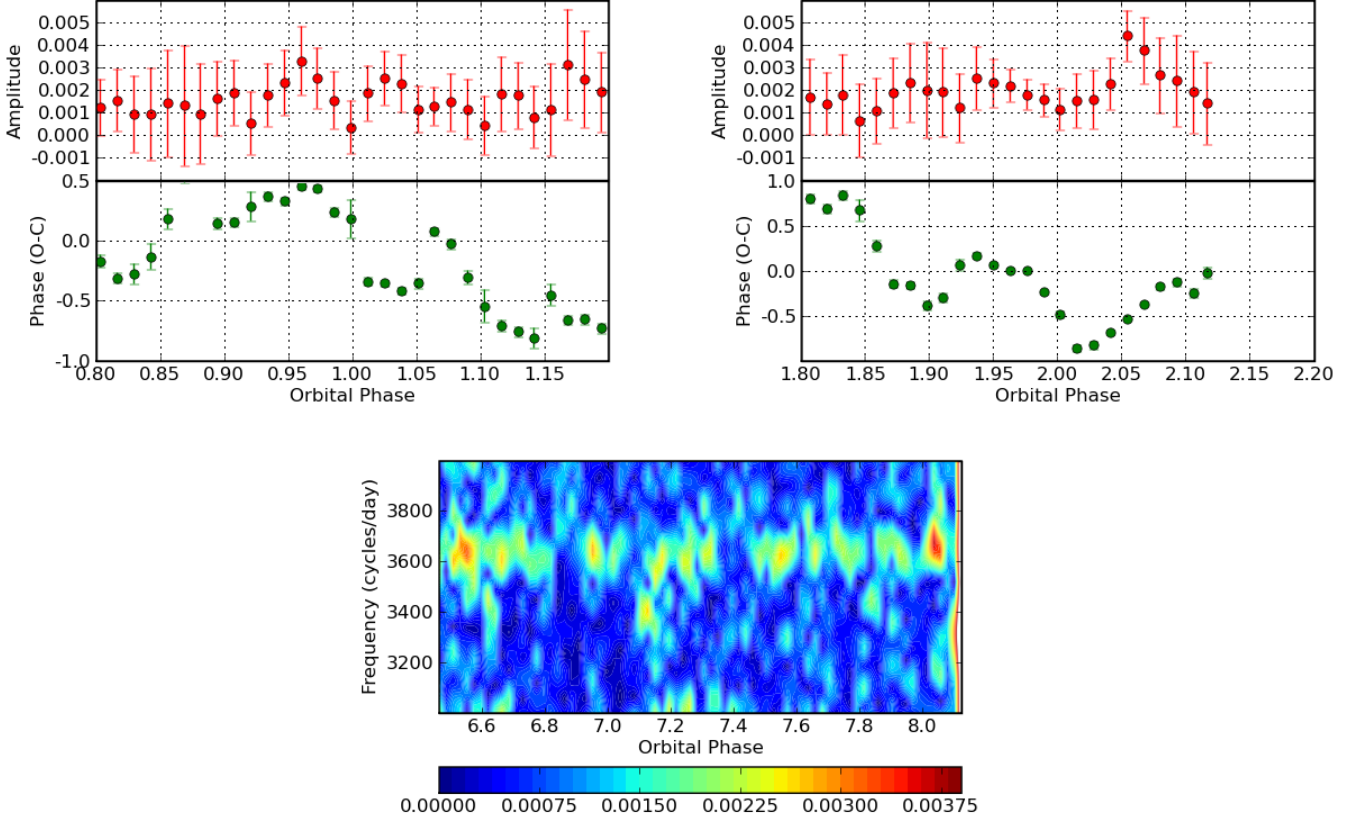 0.005
0.004
0.003
0.002
0.001
0.000
-0.001
Amplitude
0.5
0.0
-0.5
-1.0
Phase (O-C)
0.80 0.85 0.90 0.95 1.00 1.05 1.10 1.15
Orbital Phase
0.005
0.004
0.003
0.002
0.001
0.000
-0.001
Amplitude
1.0
0.5
0.0
-0.5
Phase (O-C)
1.80 1.85 1.90 1.95 2.00 2.05 2.10 2.15 2.20
Orbital Phase
3800
3600
3400
3200
Frequency (cycles/day)
6.6 6.8 7.0 7.2 7.4 7.6 7.8 8.0
Orbital Phase
0.00000 0.00075 0.00150 0.00225 0.00300 0.00375